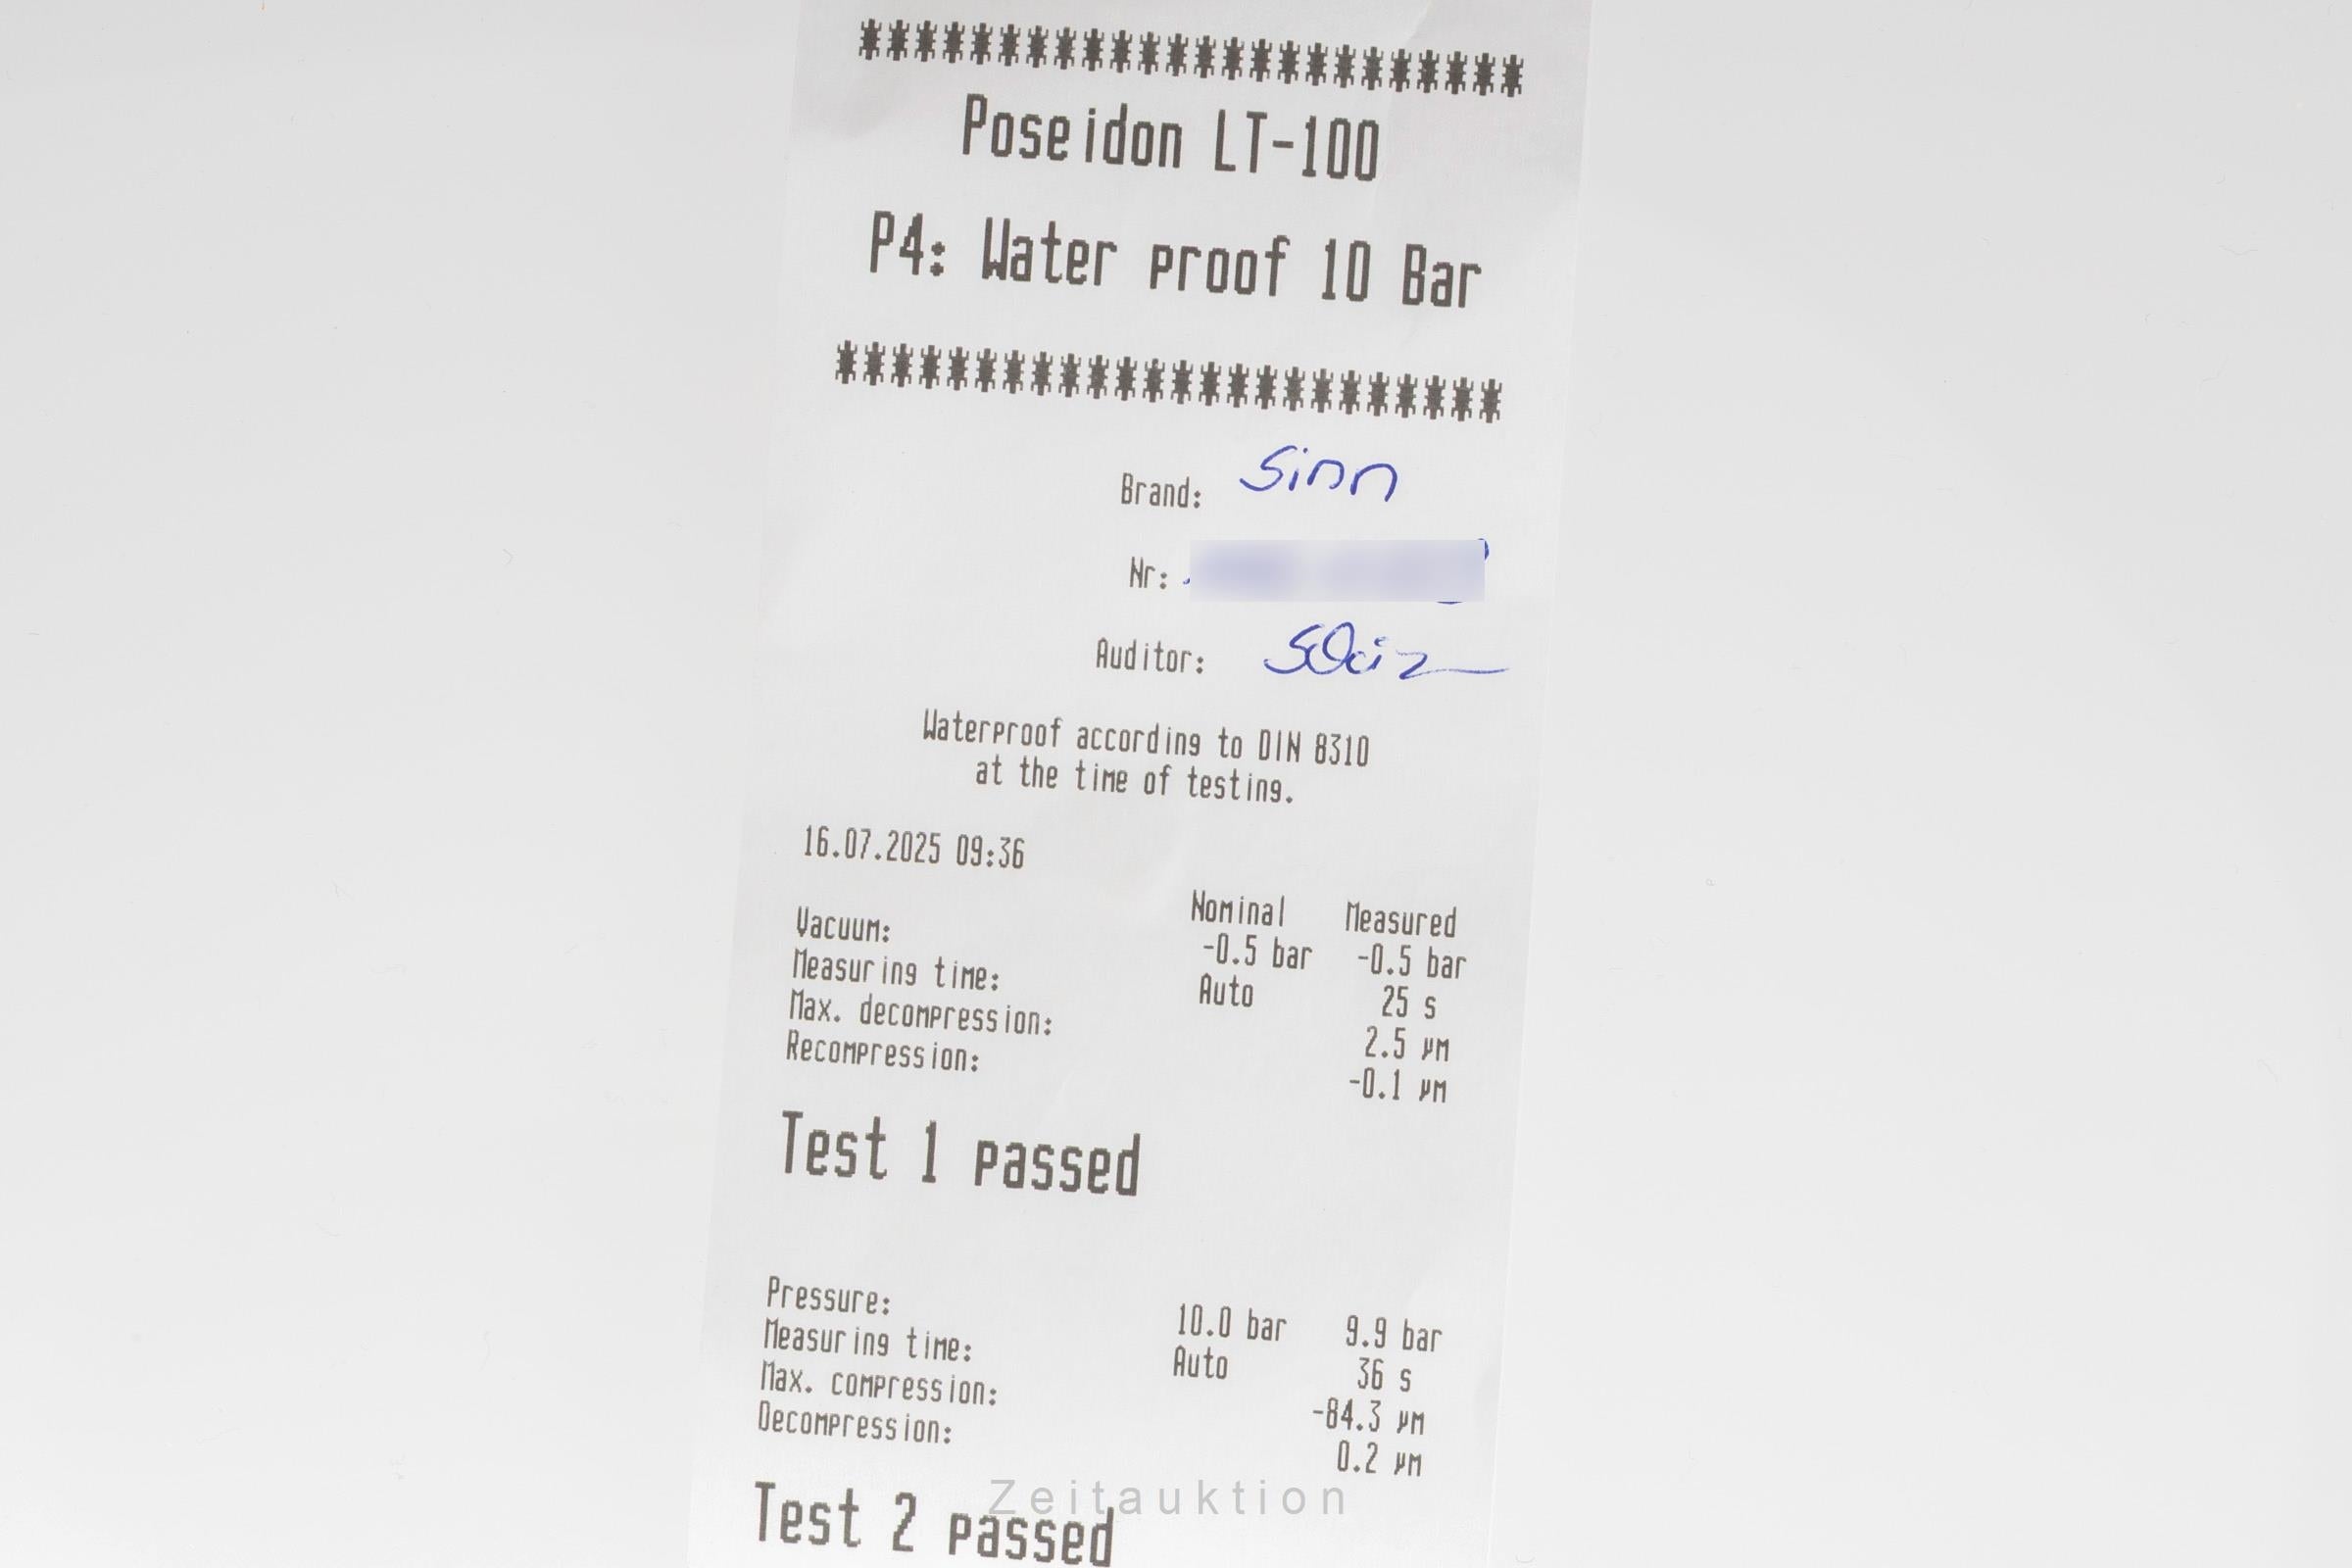 ************************
Poseidon LT-100
P4: Water proof 10 Bar
************************
Brand: Sinn
Nr:
Auditor:
Waterproof according to DIN 8310
at the time of testing.
16.07.2025 09:36
Nominal Measured
Vacuum: -0.5 bar -0.5 bar
Measuring time: Auto 25 s
Max. decompression: 2.5 µm
Recompression: -0.1 µm
Test 1 passed
Pressure: 10.0 bar 9.9 bar
Measuring time: Auto 36 s
Max. compression: -84.3 µm
Decompression: 0.2 µm
Test 2 passed
Zeitauktion